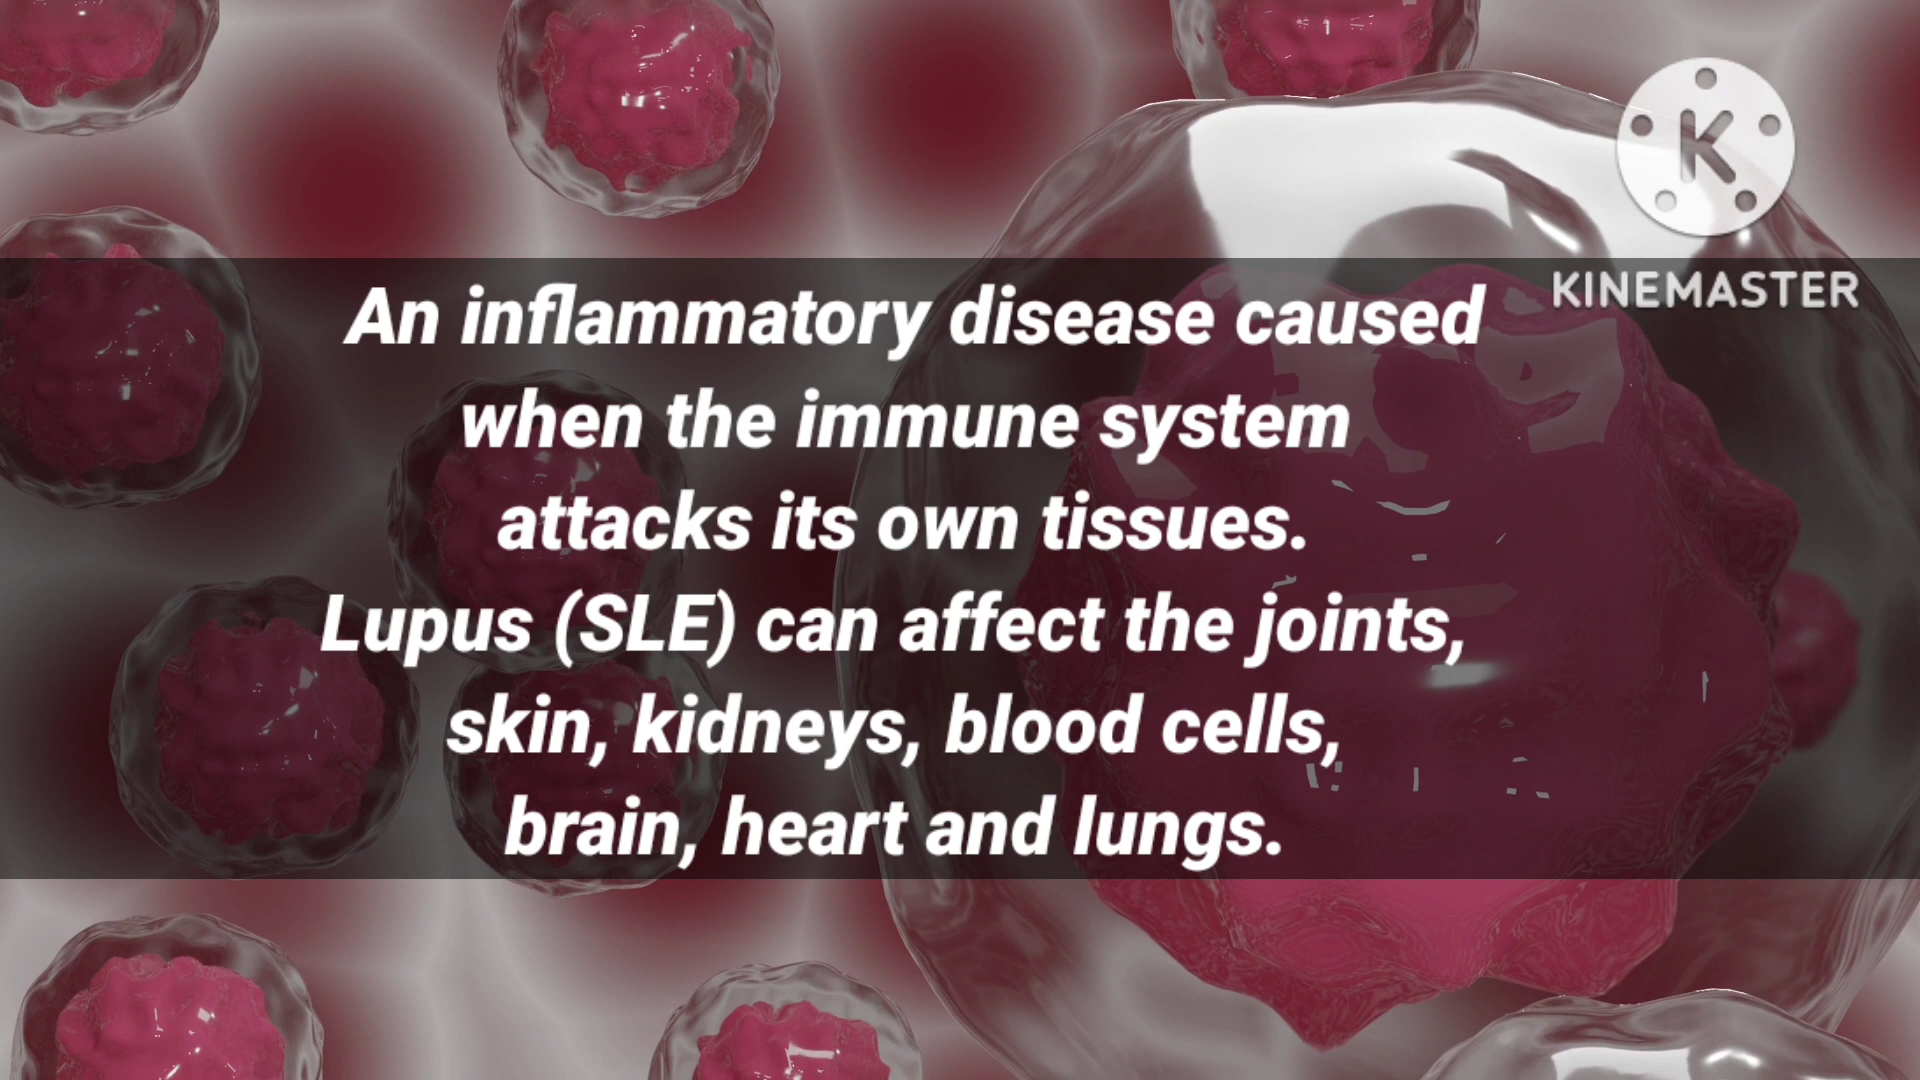 K
KINEMASTER
An inflammatory disease caused
when the immune system
attacks its own tissues.
Lupus (SLE) can affect the joints,
skin, kidneys, blood cells,
brain, heart and lungs.